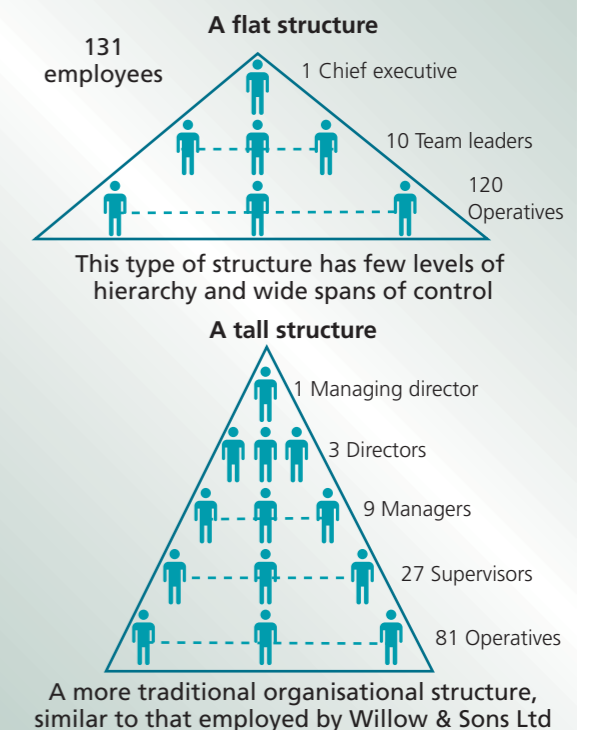 A flat structure
131
employees
1 Chief executive
10 Team leaders
120
Operatives
This type of structure has few levels of
hierarchy and wide spans of control
A tall structure
1 Managing director
3 Directors
9 Managers
27 Supervisors
81 Operatives
A more traditional organisational structure,
similar to that employed by Willow & Sons Ltd